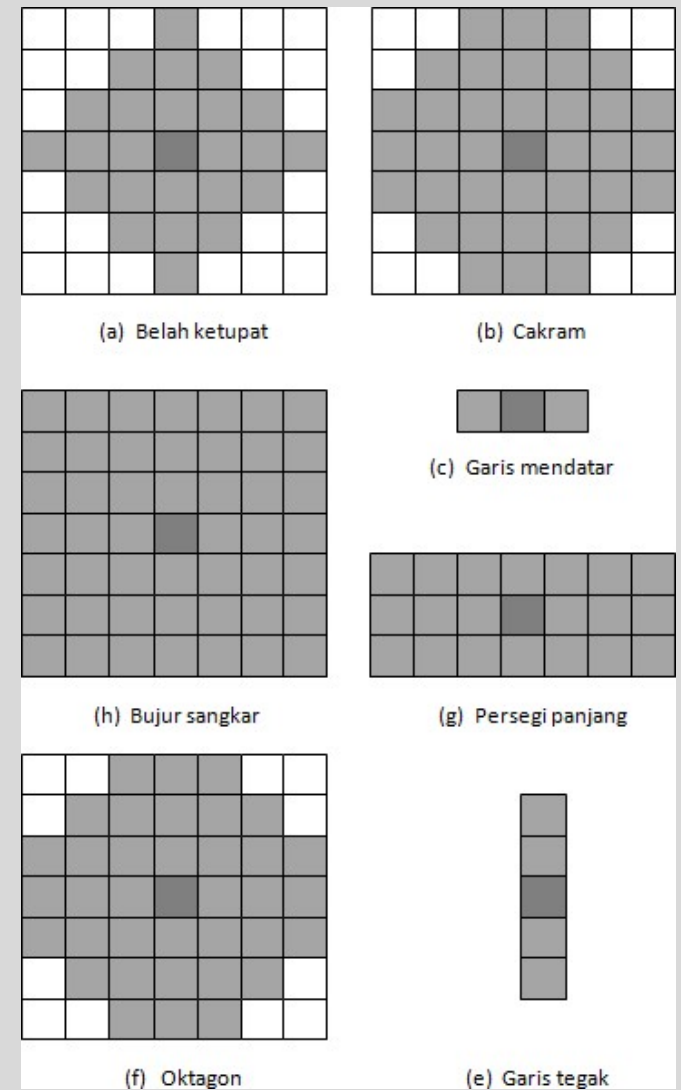 (a) Belah ketupat
(b) Cakram
(c) Garis mendatar
(h) Bujur sangkar
(g) Persegi panjang
(f) Oktagon
(e) Garis tegak